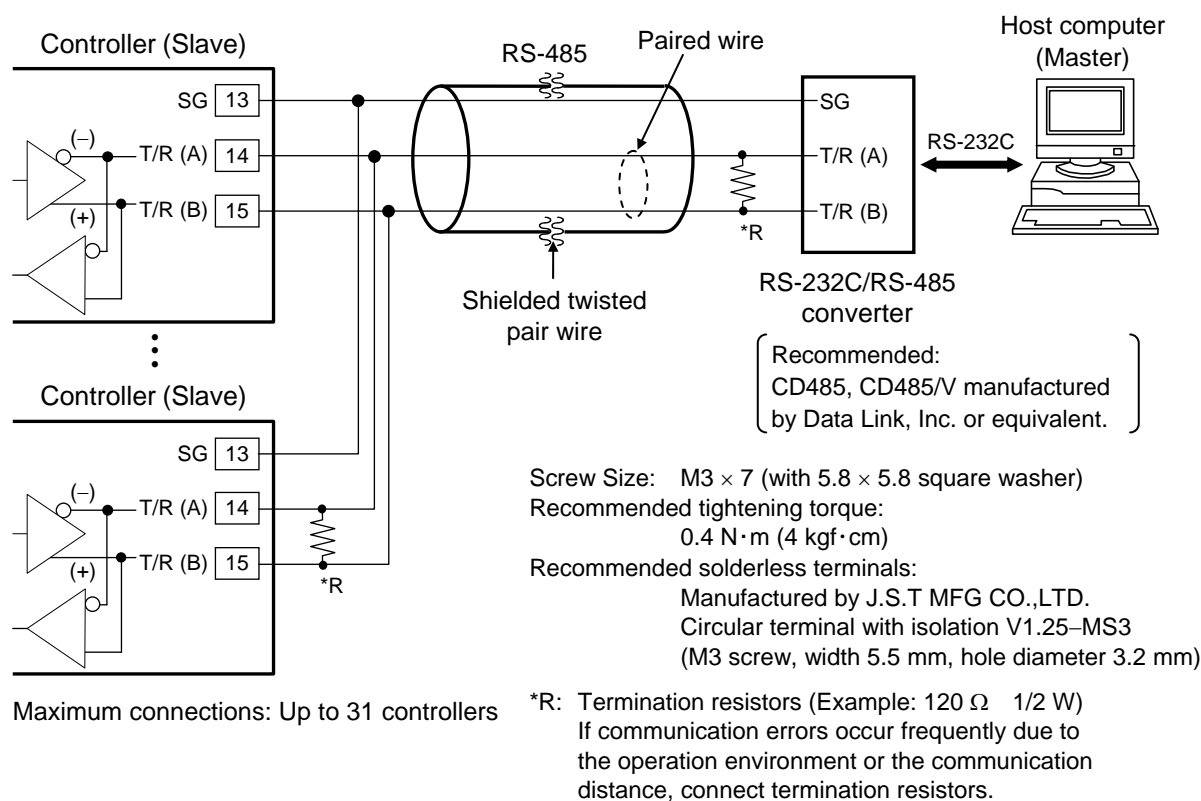 Controller (Slave)
SG 13
(–)
T/R (A) 14
T/R (B) 15
(+)
RS-485
Paired wire
Shielded twisted
pair wire
SG
T/R (A)
T/R (B)
*R
RS-232C
Host computer
(Master)
RS-232C/RS-485
converter
Recommended:
CD485, CD485/V manufactured
by Data Link, Inc. or equivalent.
Controller (Slave)
SG 13
(–)
T/R (A) 14
T/R (B) 15
(+)
*R
Maximum connections: Up to 31 controllers
Screw Size: M3 × 7 (with 5.8 × 5.8 square washer)
Recommended tightening torque:
0.4 N·m (4 kgf·cm)
Recommended solderless terminals:
Manufactured by J.S.T MFG CO.,LTD.
Circular terminal with isolation V1.25–MS3
(M3 screw, width 5.5 mm, hole diameter 3.2 mm)
*R: Termination resistors (Example: 120 Ω 1/2 W)
If communication errors occur frequently due to
the operation environment or the communication
distance, connect termination resistors.